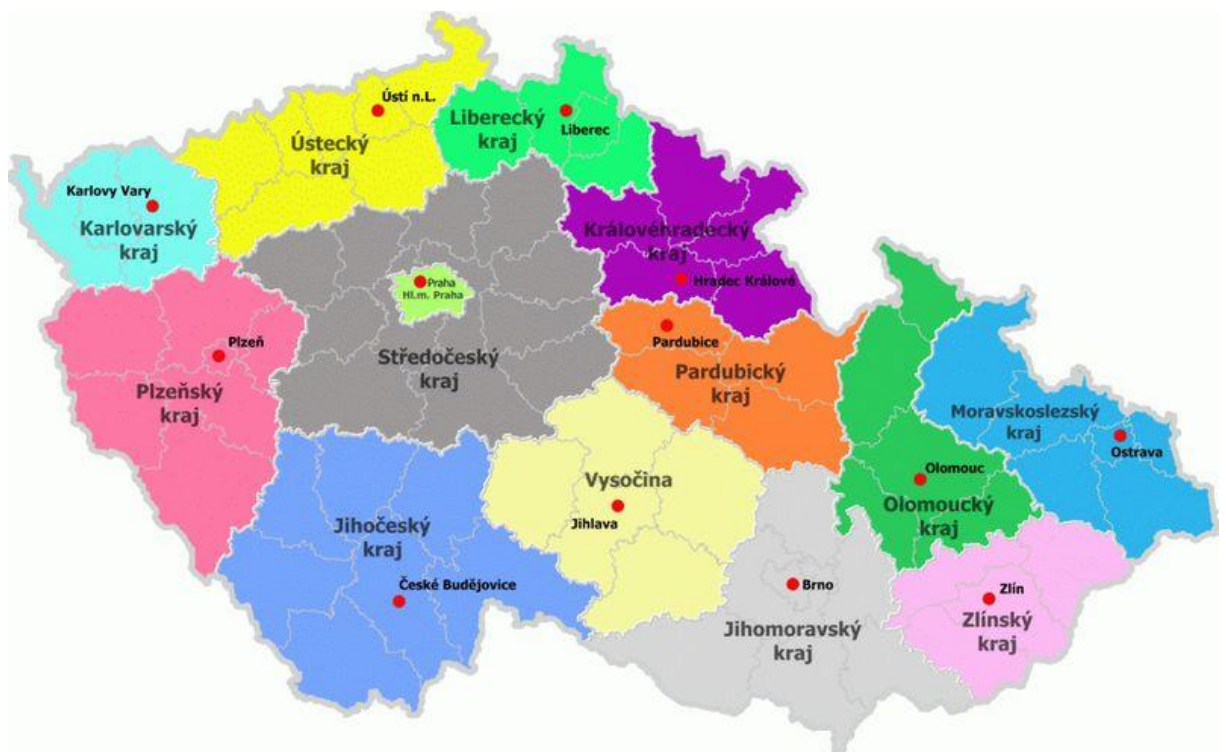 Ústí n.L.
Ústecký
kraj
Liberecký
kraj
Liberec
Karlovy Vary
Karlovarský
kraj
Královéhradecký
kraj
Hradec Králové
Praha
Hl.m. Praha
Středočeský
kraj
Plzeň
Plzeňský
kraj
Pardubice
Pardubický
kraj
Moravskoslezský
kraj
Ostrava
Olomouc
Olomoucký
kraj
Vysočina
Jihlava
Jihočeský
kraj
České Budějovice
Brno
Jihomoravský
kraj
Zlín
Zlínský
kraj